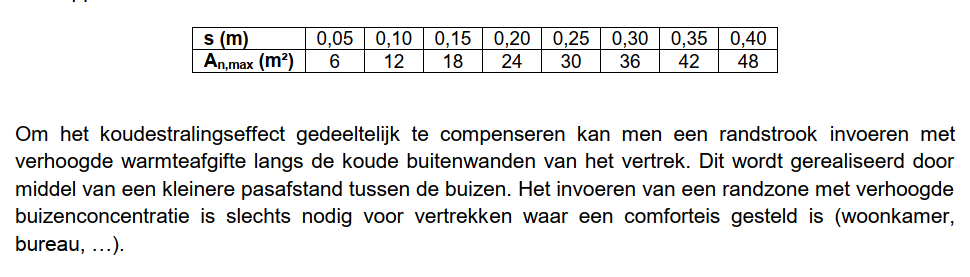 s (m) 0,05 0,10 0,15 0,20 0,25 0,30 0,35 0,40
An,max (m²) 6 12 18 24 30 36 42 48
Om het koudestralingseffect gedeeltelijk te compenseren kan men een randstrook invoeren met
verhoogde warmteafgifte langs de koude buitenwanden van het vertrek. Dit wordt gerealiseerd door
middel van een kleinere pasafstand tussen de buizen. Het invoeren van een randzone met verhoogde
buizenconcentratie is slechts nodig voor vertrekken waar een comforteis gesteld is (woonkamer,
bureau, …).